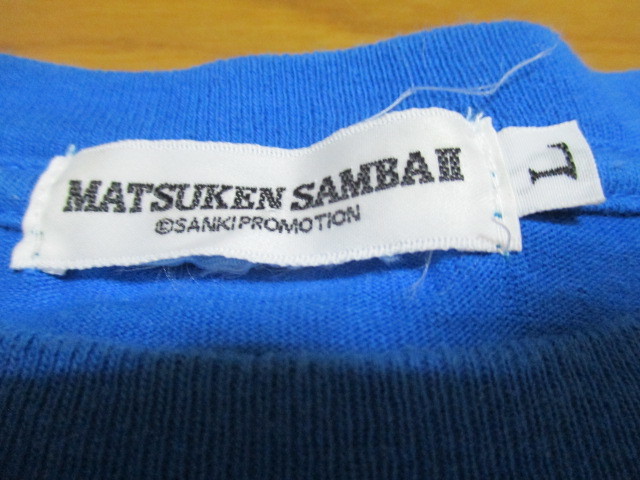 MATSUKEN SAMBA II
©SANKI PROMOTION
L